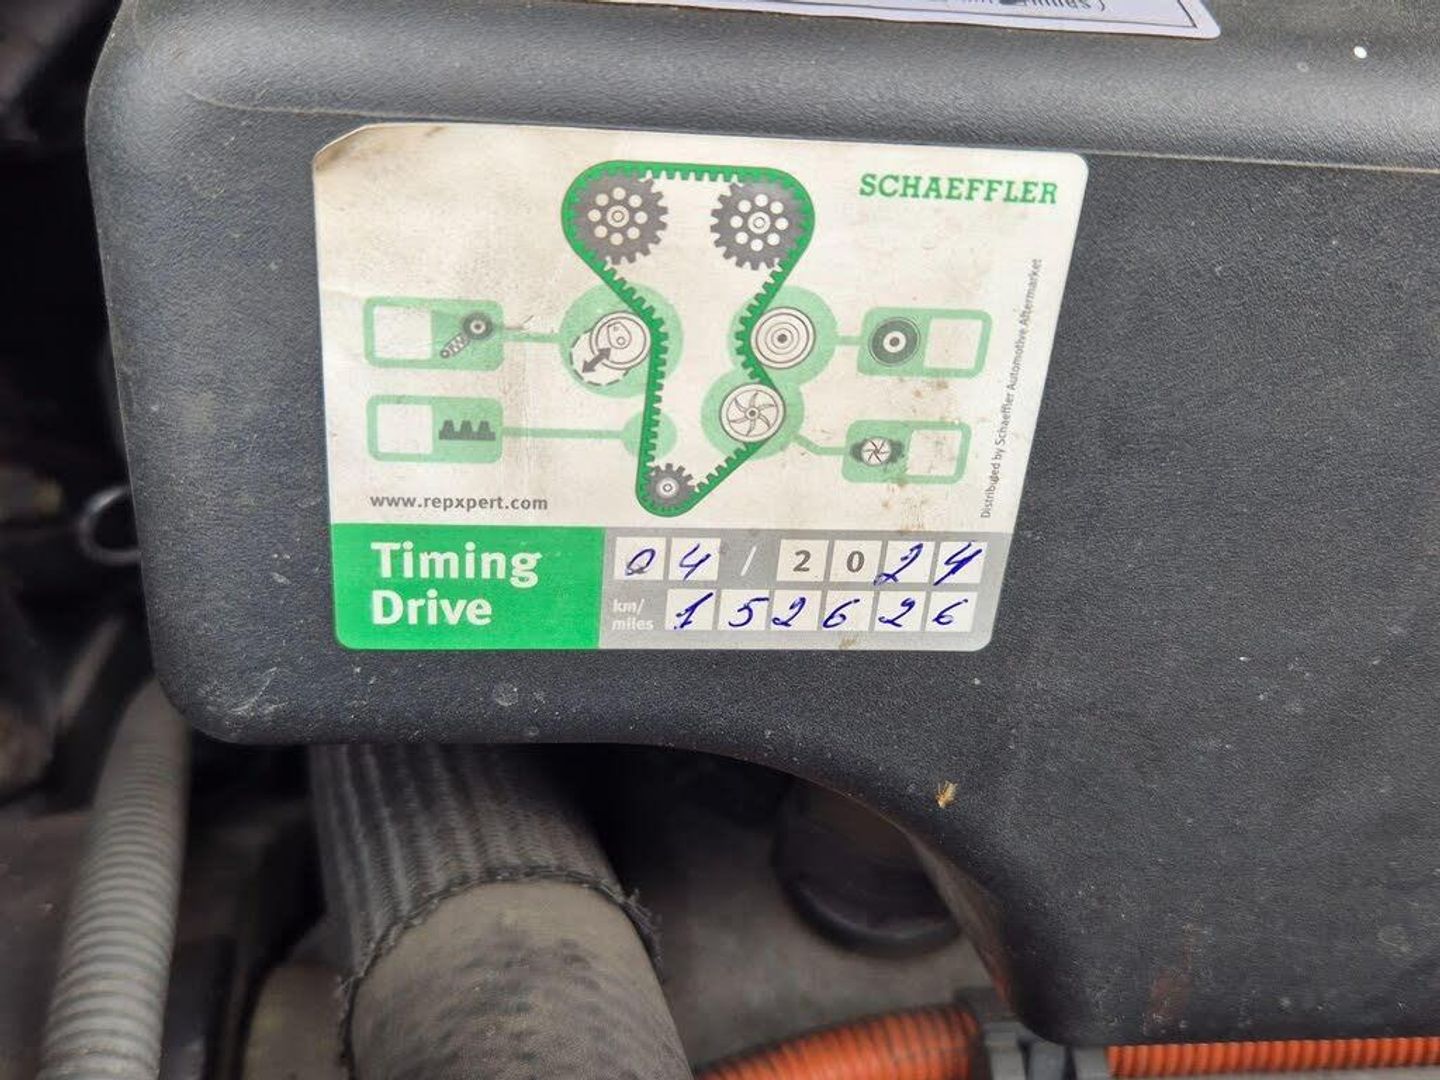 SCHAEFFLER
Distributed by Schaeffler Automotive Aftermarket
www.repxpert.com
Timing Drive
04 / 2024
km/miles 152626